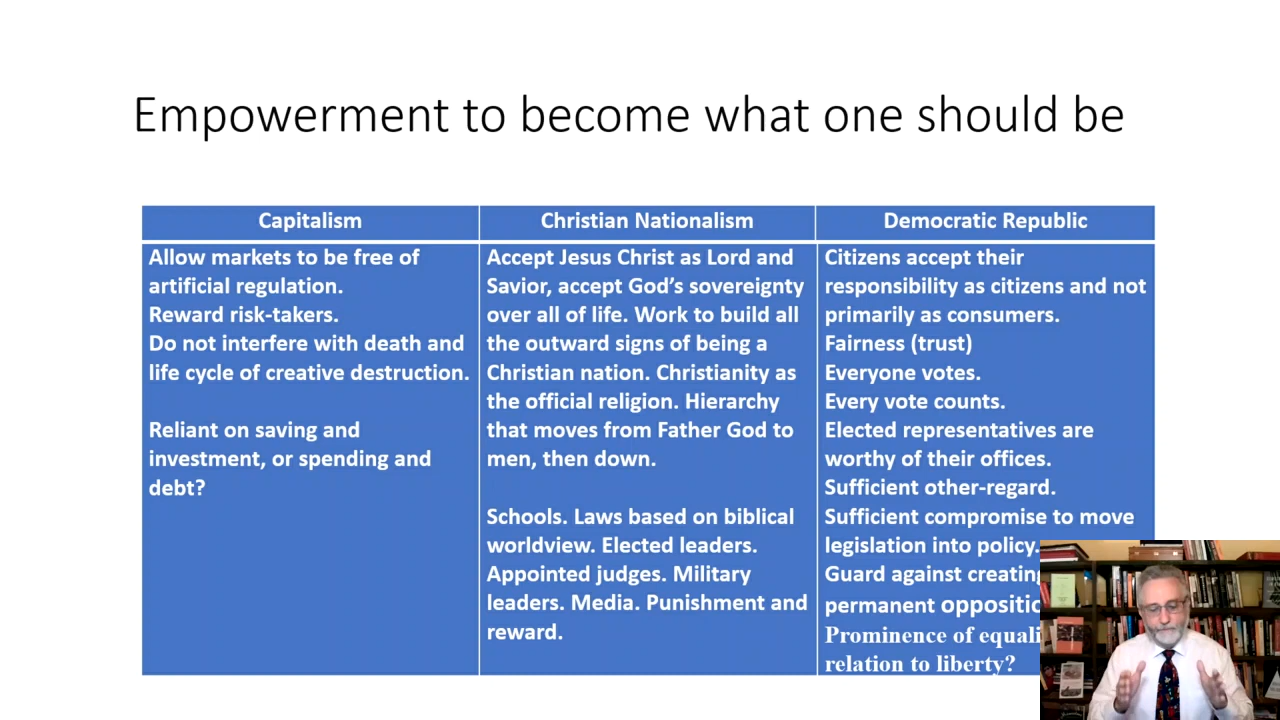 Empowerment to become what one should be
Capitalism
Allow markets to be free of
artificial regulation.
Reward risk-takers.
Do not interfere with death and
life cycle of creative destruction.
Reliant on saving and
investment, or spending and
debt?
Christian Nationalism
Accept Jesus Christ as Lord and
Savior, accept God's sovereignty
over all of life. Work to build all
the outward signs of being a
Christian nation. Christianity as
the official religion. Hierarchy
that moves from Father God to
men, then down.
Schools. Laws based on biblical
worldview. Elected leaders.
Appointed judges. Military
leaders. Media. Punishment and
reward.
Democratic Republic
Citizens accept their
responsibility as citizens and not
primarily as consumers.
Fairness (trust)
Everyone votes.
Every vote counts.
Elected representatives are
worthy of their offices.
Sufficient other-regard.
Sufficient compromise to move
legislation into policy.
Guard against
permanent
Prominence of
relation to liberty?